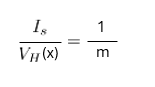 I_s / V_H(x) = 1 / m